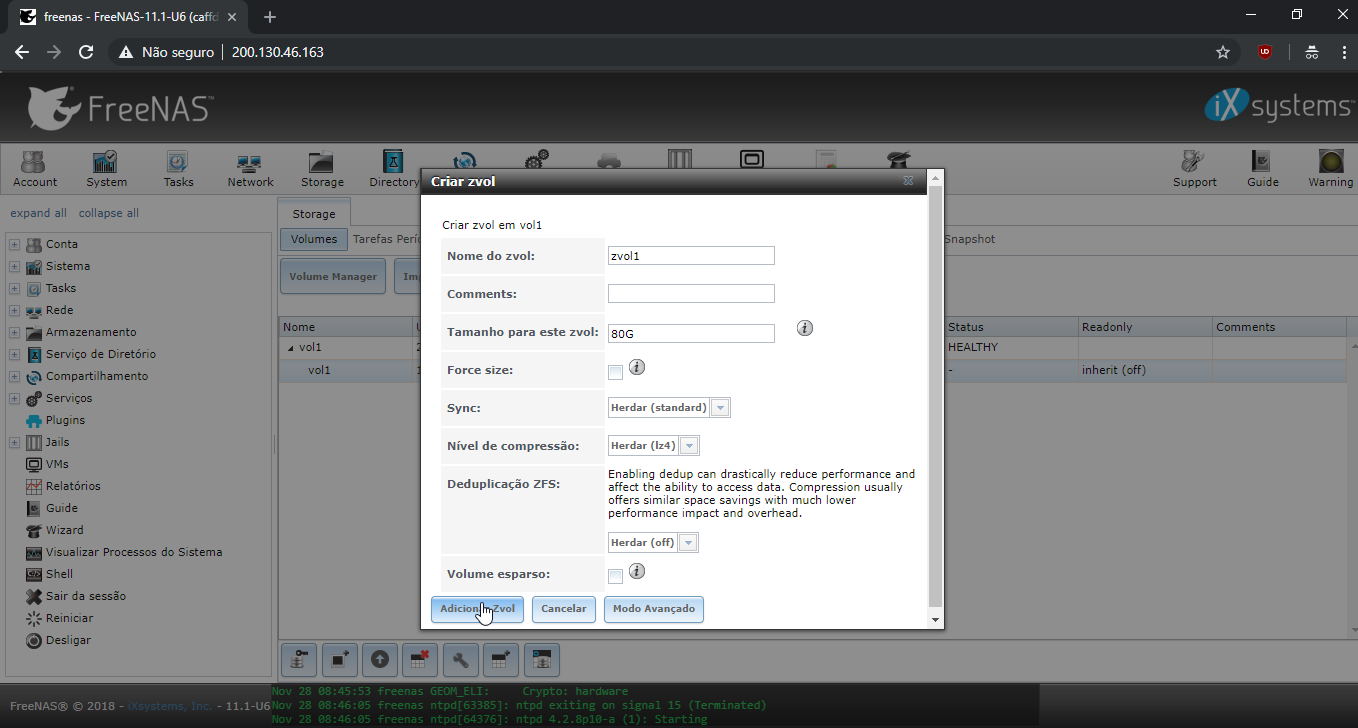 freenas - FreeNAS-11.1-U6 (caffd
Não seguro
200.130.46.163
FreeNAS™
iXsystems™
Account
System
Tasks
Network
Storage
Directory
Support
Guide
Warning
expand all collapse all
Conta
Sistema
Tasks
Rede
Armazenamento
Serviço de Diretório
Compartilhamento
Serviços
Plugins
Jails
VMs
Relatórios
Guide
Wizard
Visualizar Processos do Sistema
Shell
Sair da sessão
Reiniciar
Desligar
Storage
Volumes
Snapshot
Volume Manager
Nome
Status
Readonly
Comments
vol1
HEALTHY
vol1
-
inherit (off)
Criar zvol
Criar zvol em vol1
Nome do zvol:
zvol1
Comments:
Tamanho para este zvol:
80G
Force size:
Sync:
Herdar (standard)
Nível de compressão:
Herdar (lz4)
Deduplicação ZFS:
Enabling dedup can drastically reduce performance and
affect the ability to access data. Compression usually
offers similar space savings with much lower
performance impact and overhead.
Herdar (off)
Volume esparso:
Zvol
Cancelar
Modo Avançado
FreeNAS® © 2018 - iXsystems, Inc. - 11.1-U6
Nov 28 08:45:53 freenas GEOM_ELI: Crypto: hardware
Nov 28 08:46:05 freenas ntpd[63385]: ntpd exiting on signal 15 (Terminated)
Nov 28 08:46:05 freenas ntpd[64376]: ntpd 4.2.8p10-a (1): Starting